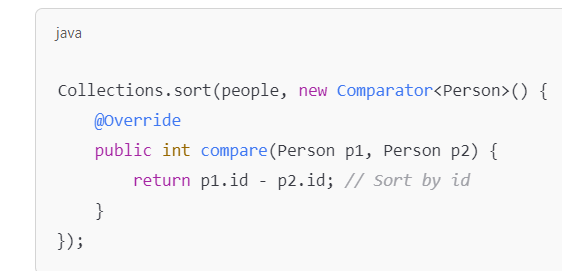 java
Collections.sort(people, new Comparator<Person>() {
    @Override
    public int compare(Person p1, Person p2) {
        return p1.id - p2.id; // Sort by id
    }
});